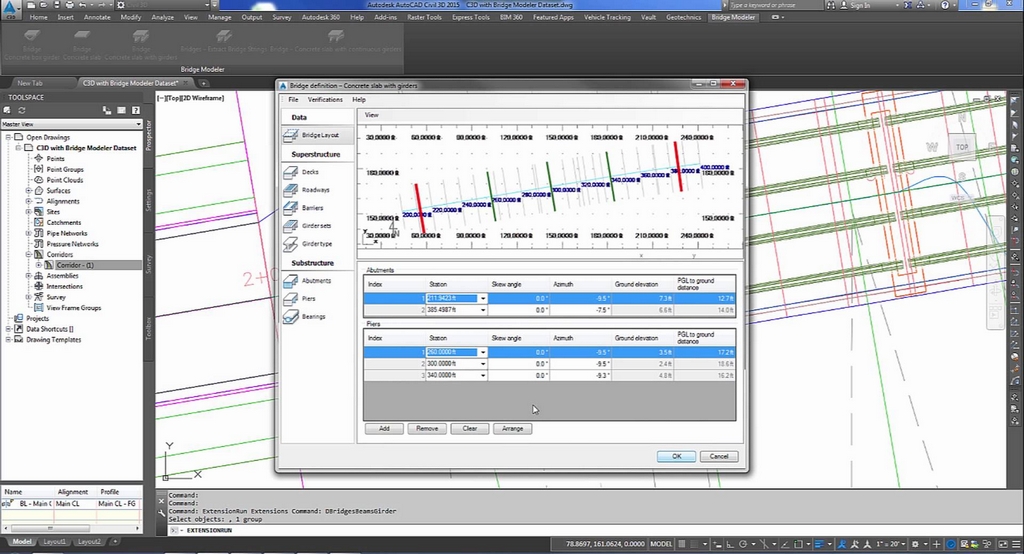 Autodesk AutoCAD Civil 3D 2015 C3D with Bridge Modeler Dataset.dwg
Type a keyword or phrase
Sign In
Civil 3D
Home Insert Annotate Modify Analyze View Manage Output Survey Autodesk 360 Help Add-ins Raster Tools Express Tools BIM 360 Featured Apps Vehicle Tracking Vault Geotechnics Bridge Modeler
Bridge Modeler
New Tab
C3D with Bridge Modeler Dataset*
TOOLSPACE
[−][Top][2D Wireframe]
Master View
Prospector
Settings
Survey
Toolbox
Open Drawings
C3D with Bridge Modeler Dataset
Points
Point Groups
Point Clouds
Surfaces
Alignments
Sites
Catchments
Pipe Networks
Pressure Networks
Corridors
Corridor - (1)
Assemblies
Intersections
Survey
View Frame Groups
Projects
Data Shortcuts []
Drawing Templates
Name Alignment Profile
BL - Main C Main CL Main CL - FG
2+0
TOP
W
Y
X
Bridge definition – Concrete slab with girders
File Verifications Help
Data
Bridge Layout
Superstructure
Decks
Roadways
Barriers
Girder sets
Girder type
Substructure
Abutments
Piers
Bearings
View
30.0000 ft 60.0000 ft 90.0000 ft 120.0000 ft 150.0000 ft 180.0000 ft 210.0000 ft 240.0000 ft
180.0000 ft 180.0000 ft
200.0000 ft 220.0000 ft 240.0000 ft 260.0000 ft 280.0000 ft 300.0000 ft 320.0000 ft 340.0000 ft 360.0000 ft 380.0000 ft 400.0000 ft
150.0000 ft 150.0000 ft
30.0000 ft 60.0000 ft 90.0000 ft 120.0000 ft 150.0000 ft 180.0000 ft 210.0000 ft 240.0000 ft
x y
Abutments
Index Station Skew angle Azimuth Ground elevation PGL to ground distance
1 211.9423 ft 0.0 ° -9.5 ° 7.3 ft 12.7 ft
2 385.4987 ft 0.0 ° -7.5 ° 6.6 ft 14.0 ft
Piers
Index Station Skew angle Azimuth Ground elevation PGL to ground distance
1 260.0000 ft 0.0 ° -9.5 ° 3.5 ft 17.2 ft
2 300.0000 ft 0.0 ° -9.5 ° 2.4 ft 18.6 ft
3 340.0000 ft 0.0 ° -9.3 ° 4.8 ft 16.2 ft
Add Remove Clear Arrange
OK Cancel
Command:
Command:
Command: ExtensionRun Extensions Command: DBridgesBeamsGirder
Select objects: , 1 group
EXTENSIONRUN
Model Layout1 Layout2
78.8697, 161.0624, 0.0000 MODEL
1" = 20'